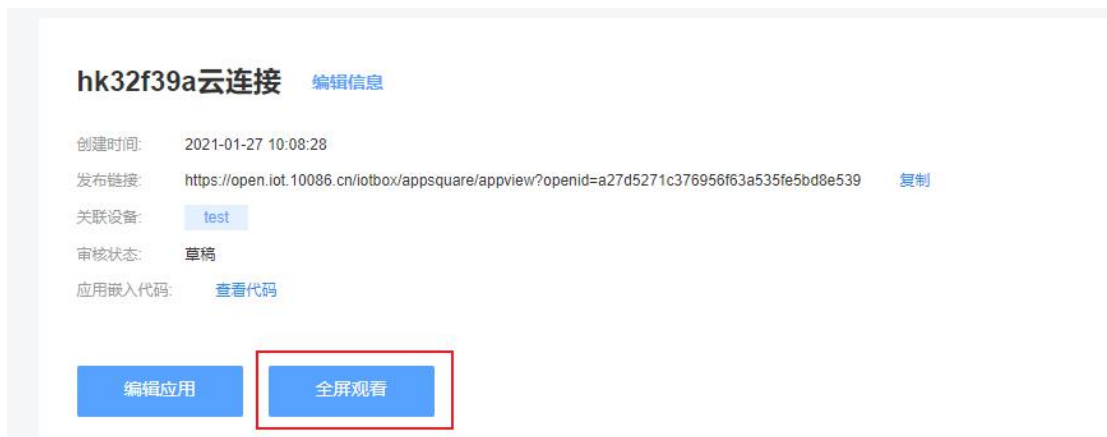 hk32f39a云连接 编辑信息
创建时间: 2021-01-27 10:08:28
发布链接: https://open.iot.10086.cn/iotbox/appsquare/appview?openid=a27d5271c376956f63a535fe5bd8e539 复制
关联设备: test
审核状态: 草稿
应用嵌入代码: 查看代码
编辑应用 全屏观看